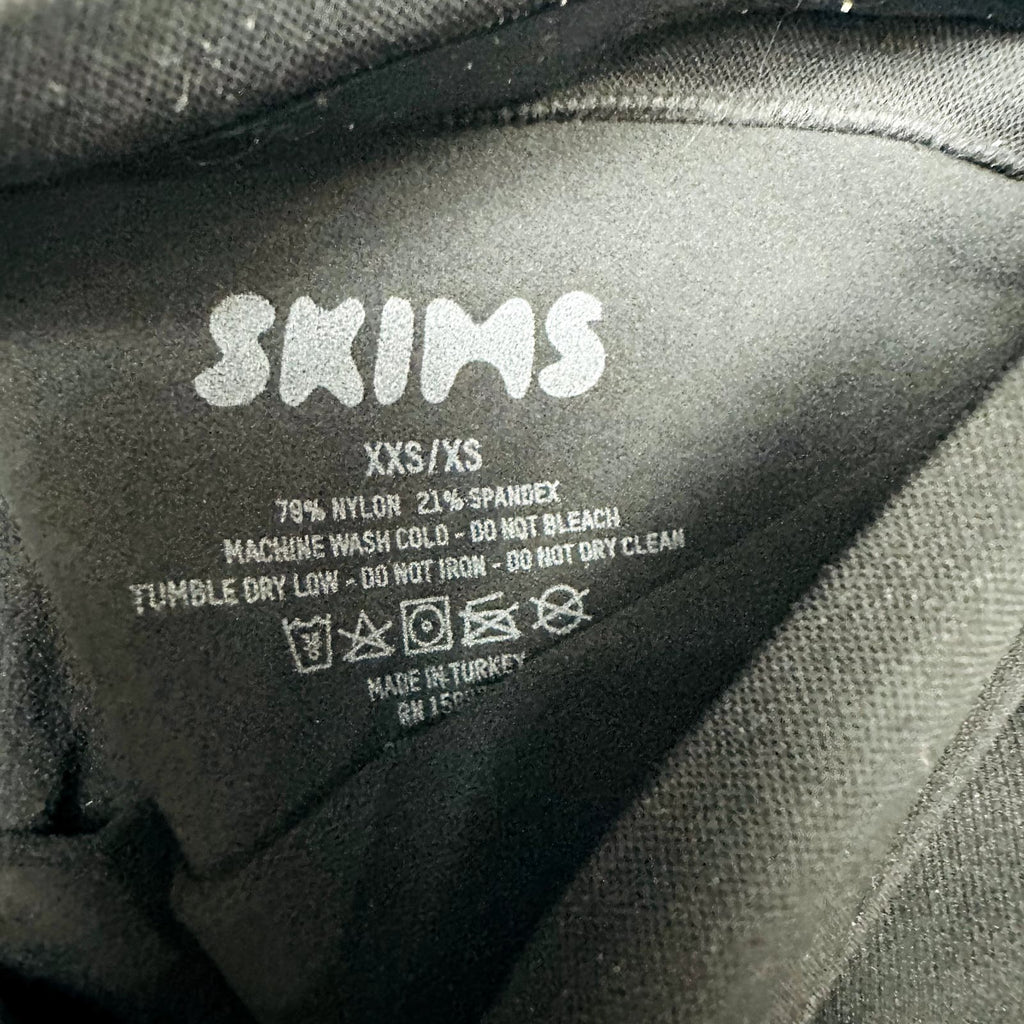 SKIMS
XXS/XS
79% NYLON 21% SPANDEX
MACHINE WASH COLD - DO NOT BLEACH
TUMBLE DRY LOW - DO NOT IRON - DO NOT DRY CLEAN
MADE IN TURKEY
RN